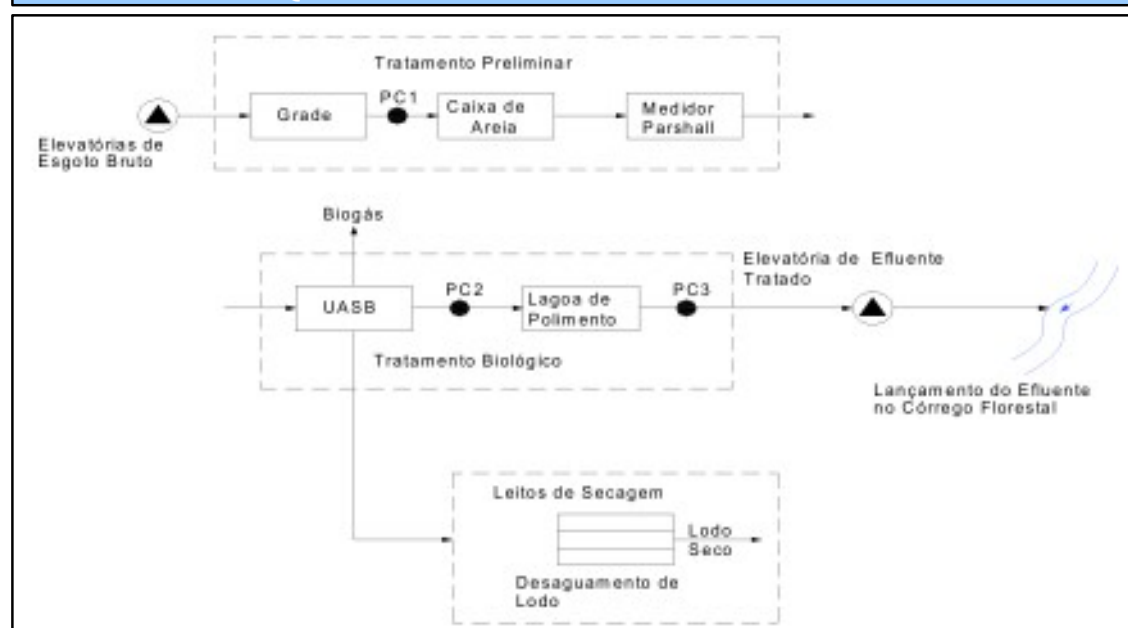 Tratamento Preliminar
PC1
Grade
Caixa de
Areia
Medidor
Parshall
Elevatórias de
Esgoto Bruto
Biogás
Elevatória de Efluente
Tratado
PC2
PC3
UASB
Lagoa de
Polimento
Tratamento Biológico
Lançamento do Efluente
no Córrego Florestal
Leitos de Secagem
Lodo
Seco
Desaguamento de
Lodo